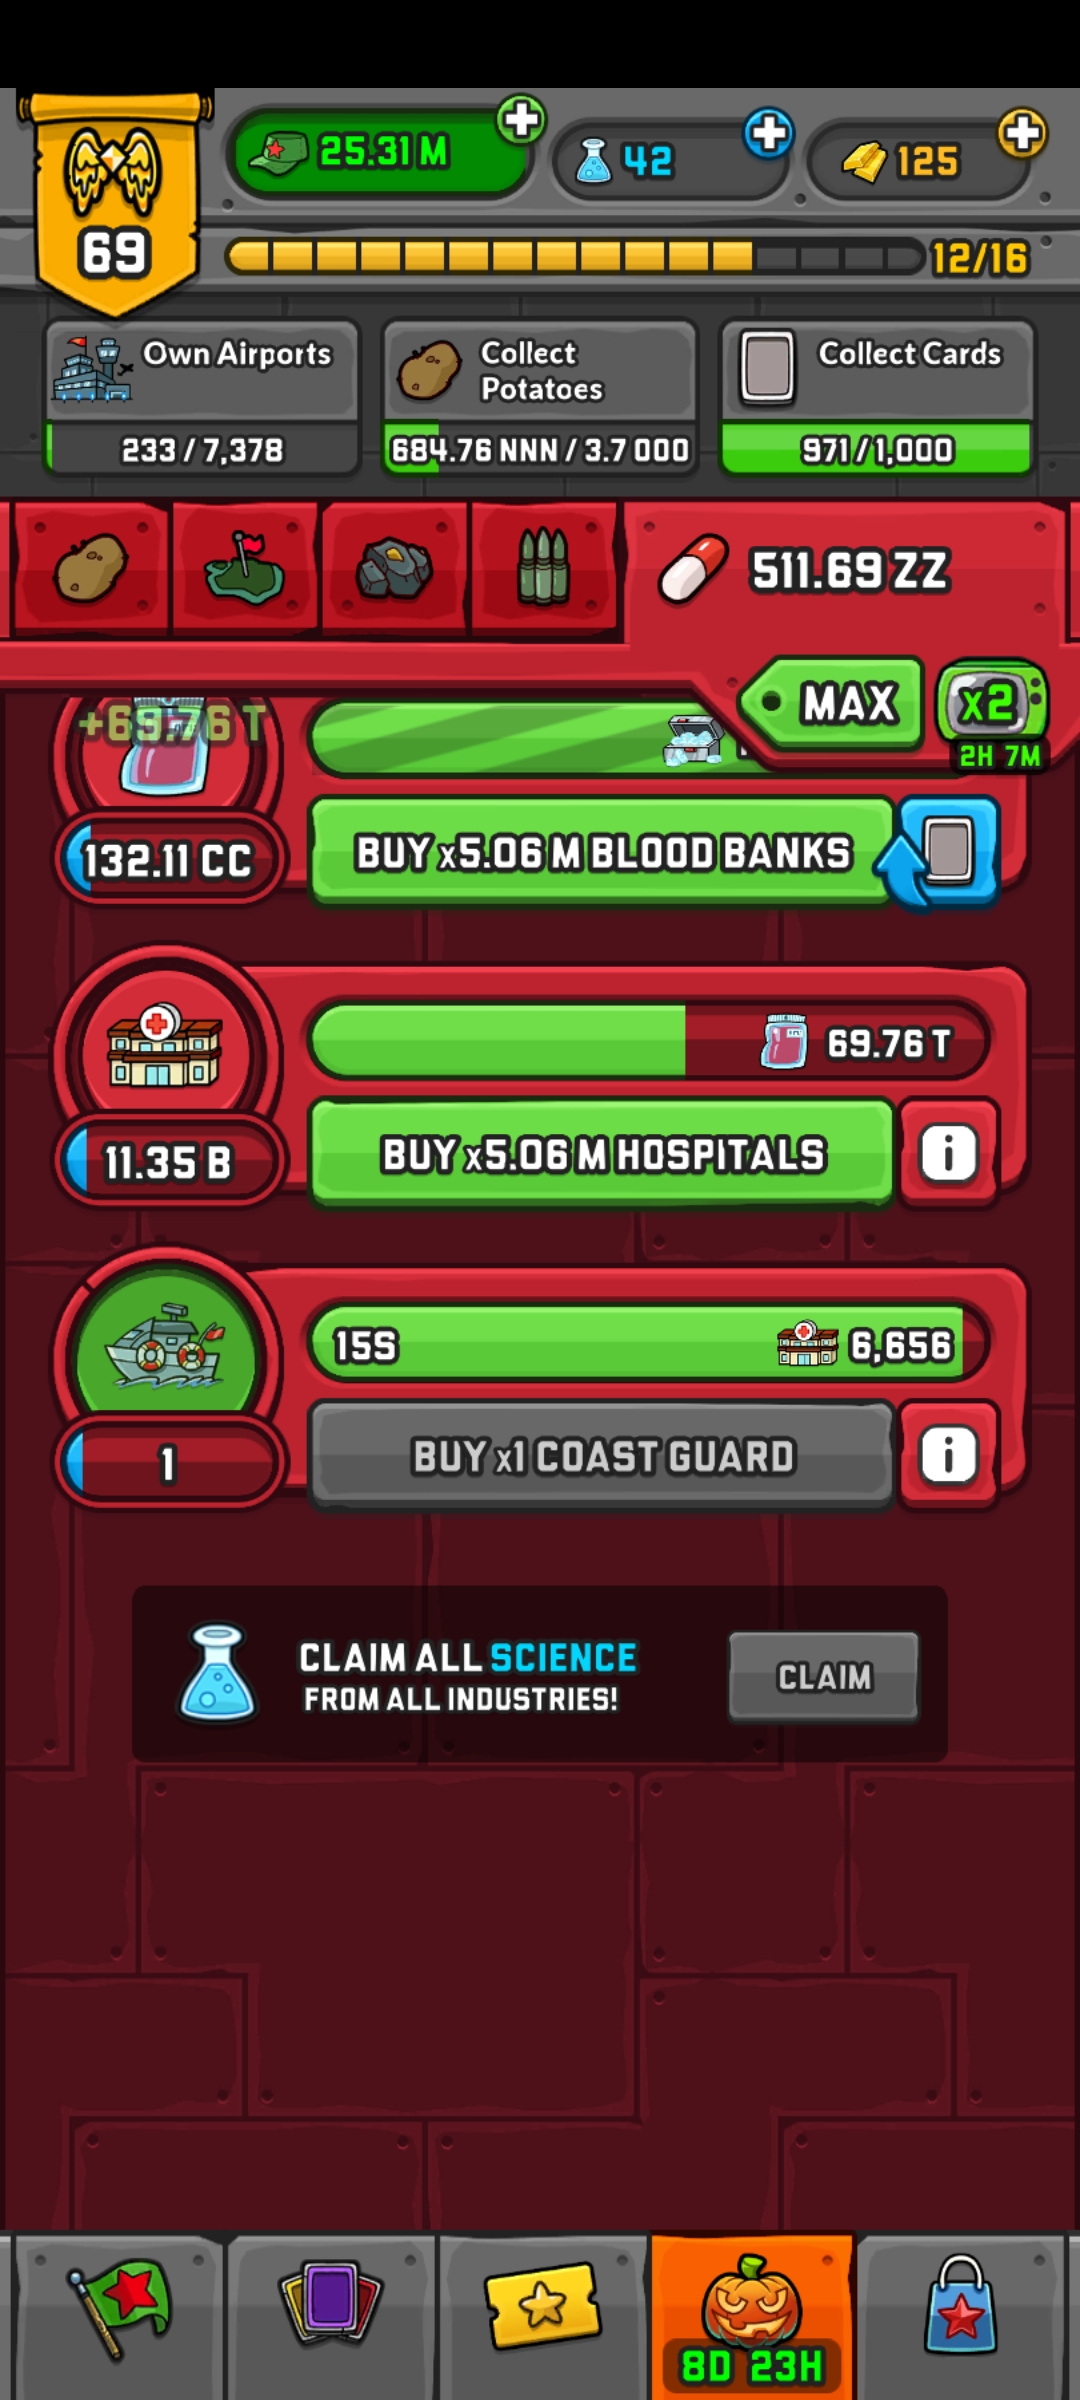 25.31 M
42
125
69
12/16
Own Airports
Collect
Potatoes
Collect Cards
233 / 7,378
684.76 NNN / 3.7 OOO
971 / 1,000
511.69 ZZ
MAX
x2
2H 7M
+69.76 T
132.11 CC
BUY x5.06 M BLOOD BANKS
69.76 T
11.35 B
BUY x5.06 M HOSPITALS
15S
6,656
1
BUY x1 COAST GUARD
CLAIM ALL SCIENCE
FROM ALL INDUSTRIES!
CLAIM
8D 23H